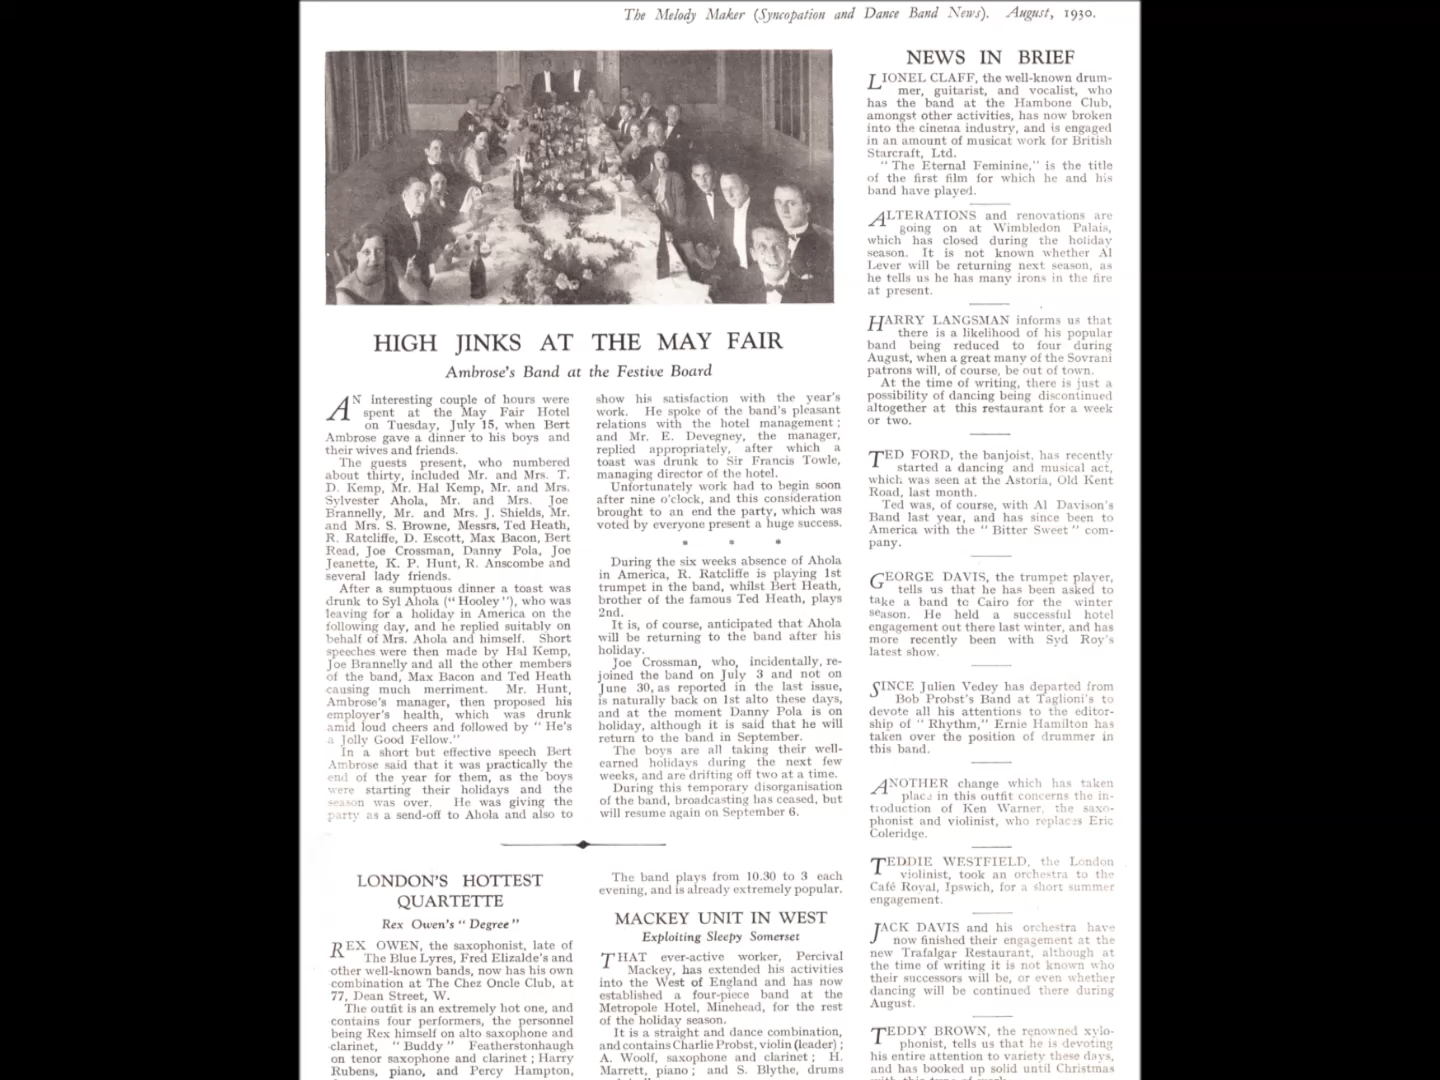 The Melody Maker (Syncopation and Dance Band News). August, 1930.
HIGH JINKS AT THE MAY FAIR
Ambrose's Band at the Festive Board
AN interesting couple of hours were
spent at the May Fair Hotel
on Tuesday, July 15, when Bert
Ambrose gave a dinner to his boys and
their wives and friends.
The guests present, who numbered
about thirty, included Mr. and Mrs. T.
D. Kemp, Mr. Hal Kemp, Mr. and Mrs.
Sylvester Ahola, Mr. and Mrs. Joe
Brannelly, Mr. and Mrs. J. Shields, Mr.
and Mrs. S. Browne, Messrs. Ted Heath,
R. Ratcliffe, D. Escott, Max Bacon, Bert
Read, Joe Crossman, Danny Pola, Joe
Jeanette, K. P. Hunt, R. Anscombe and
several lady friends.
After a sumptuous dinner a toast was
drunk to Syl Ahola (“ Hooley ”), who was
leaving for a holiday in America on the
following day, and he replied suitably on
behalf of Mrs. Ahola and himself. Short
speeches were then made by Hal Kemp,
Joe Brannelly and all the other members
of the band, Max Bacon and Ted Heath
causing much merriment. Mr. Hunt,
Ambrose's manager, then proposed his
employer's health, which was drunk
amid loud cheers and followed by “ He's
a Jolly Good Fellow.”
In a short but effective speech Bert
Ambrose said that it was practically the
end of the year for them, as the boys
were starting their holidays and the
season was over. He was giving the
party as a send-off to Ahola and also to
show his satisfaction with the year's
work. He spoke of the band's pleasant
relations with the hotel management ;
and Mr. E. Devegney, the manager,
replied appropriately, after which a
toast was drunk to Sir Francis Towle,
managing director of the hotel.
Unfortunately work had to begin soon
after nine o'clock, and this consideration
brought to an end the party, which was
voted by everyone present a huge success.
* * *
During the six weeks absence of Ahola
in America, R. Ratcliffe is playing 1st
trumpet in the band, whilst Bert Heath,
brother of the famous Ted Heath, plays
2nd.
It is, of course, anticipated that Ahola
will be returning to the band after his
holiday.
Joe Crossman, who, incidentally, re-
joined the band on July 3 and not on
June 30, as reported in the last issue,
is naturally back on 1st alto these days,
and at the moment Danny Pola is on
holiday, although it is said that he will
return to the band in September.
The boys are all taking their well-
earned holidays during the next few
weeks, and are drifting off two at a time.
During this temporary disorganisation
of the band, broadcasting has ceased, but
will resume again on September 6.
LONDON'S HOTTEST
QUARTETTE
Rex Owen's “ Degree ”
REX OWEN, the saxophonist, late of
The Blue Lyres, Fred Elizalde's and
other well-known bands, now has his own
combination at The Chez Oncle Club, at
77, Dean Street, W.
The outfit is an extremely hot one, and
contains four performers, the personnel
being Rex himself on alto saxophone and
clarinet, “ Buddy ” Featherstonhaugh
on tenor saxophone and clarinet ; Harry
Rubens, piano, and Percy Hampton,
The band plays from 10.30 to 3 each
evening, and is already extremely popular.
MACKEY UNIT IN WEST
Exploiting Sleepy Somerset
THAT ever-active worker, Percival
Mackey, has extended his activities
into the West of England and has now
established a four-piece band at the
Metropole Hotel, Minehead, for the rest
of the holiday season.
It is a straight and dance combination,
and contains Charlie Probst, violin (leader) ;
A. Woolf, saxophone and clarinet ; H.
Marrett, piano ; and S. Blythe, drums
NEWS IN BRIEF
LIONEL CLAFF, the well-known drum-
mer, guitarist, and vocalist, who
has the band at the Hambone Club,
amongst other activities, has now broken
into the cinema industry, and is engaged
in an amount of musicat work for British
Starcraft, Ltd.
“ The Eternal Feminine,” is the title
of the first film for which he and his
band have played.
ALTERATIONS and renovations are
going on at Wimbledon Palais,
which has closed during the holiday
season. It is not known whether Al
Lever will be returning next season, as
he tells us he has many irons in the fire
at present.
HARRY LANGSMAN informs us that
there is a likelihood of his popular
band being reduced to four during
August, when a great many of the Sovrani
patrons will, of course, be out of town.
At the time of writing, there is just a
possibility of dancing being discontinued
altogether at this restaurant for a week
or two.
TED FORD, the banjoist, has recently
started a dancing and musical act,
which was seen at the Astoria, Old Kent
Road, last month.
Ted was, of course, with Al Davison's
Band last year, and has since been to
America with the “ Bitter Sweet ” com-
pany.
GEORGE DAVIS, the trumpet player,
tells us that he has been asked to
take a band to Cairo for the winter
season. He held a successful hotel
engagement out there last winter, and has
more recently been with Syd Roy's
latest show.
SINCE Julien Vedey has departed from
Bob Probst's Band at Taglioni's to
devote all his attentions to the editor-
ship of “ Rhythm,” Ernie Hamilton has
taken over the position of drummer in
this band.
ANOTHER change which has taken
place in this outfit concerns the in-
troduction of Ken Warner, the saxo-
phonist and violinist, who replaces Eric
Coleridge.
TEDDIE WESTFIELD, the London
violinist, took an orchestra to the
Café Royal, Ipswich, for a short summer
engagement.
JACK DAVIS and his orchestra have
now finished their engagement at the
new Trafalgar Restaurant, although at
the time of writing it is not known who
their successors will be, or even whether
dancing will be continued there during
August.
TEDDY BROWN, the renowned xylo-
phonist, tells us that he is devoting
his entire attention to variety these days,
and has booked up solid until Christmas